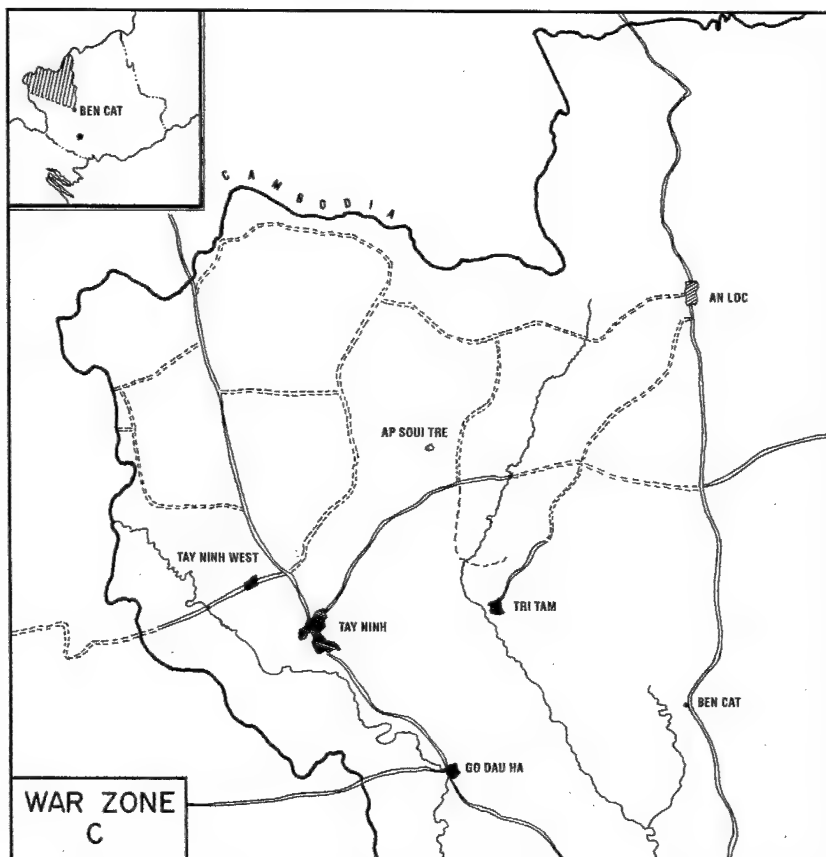 BEN CAT
CAMBODIA
AN LOC
AP SOUI TRE
TAY NINH WEST
TRI TAM
TAY NINH
BEN CAT
GO DAU HA
WAR ZONE
C